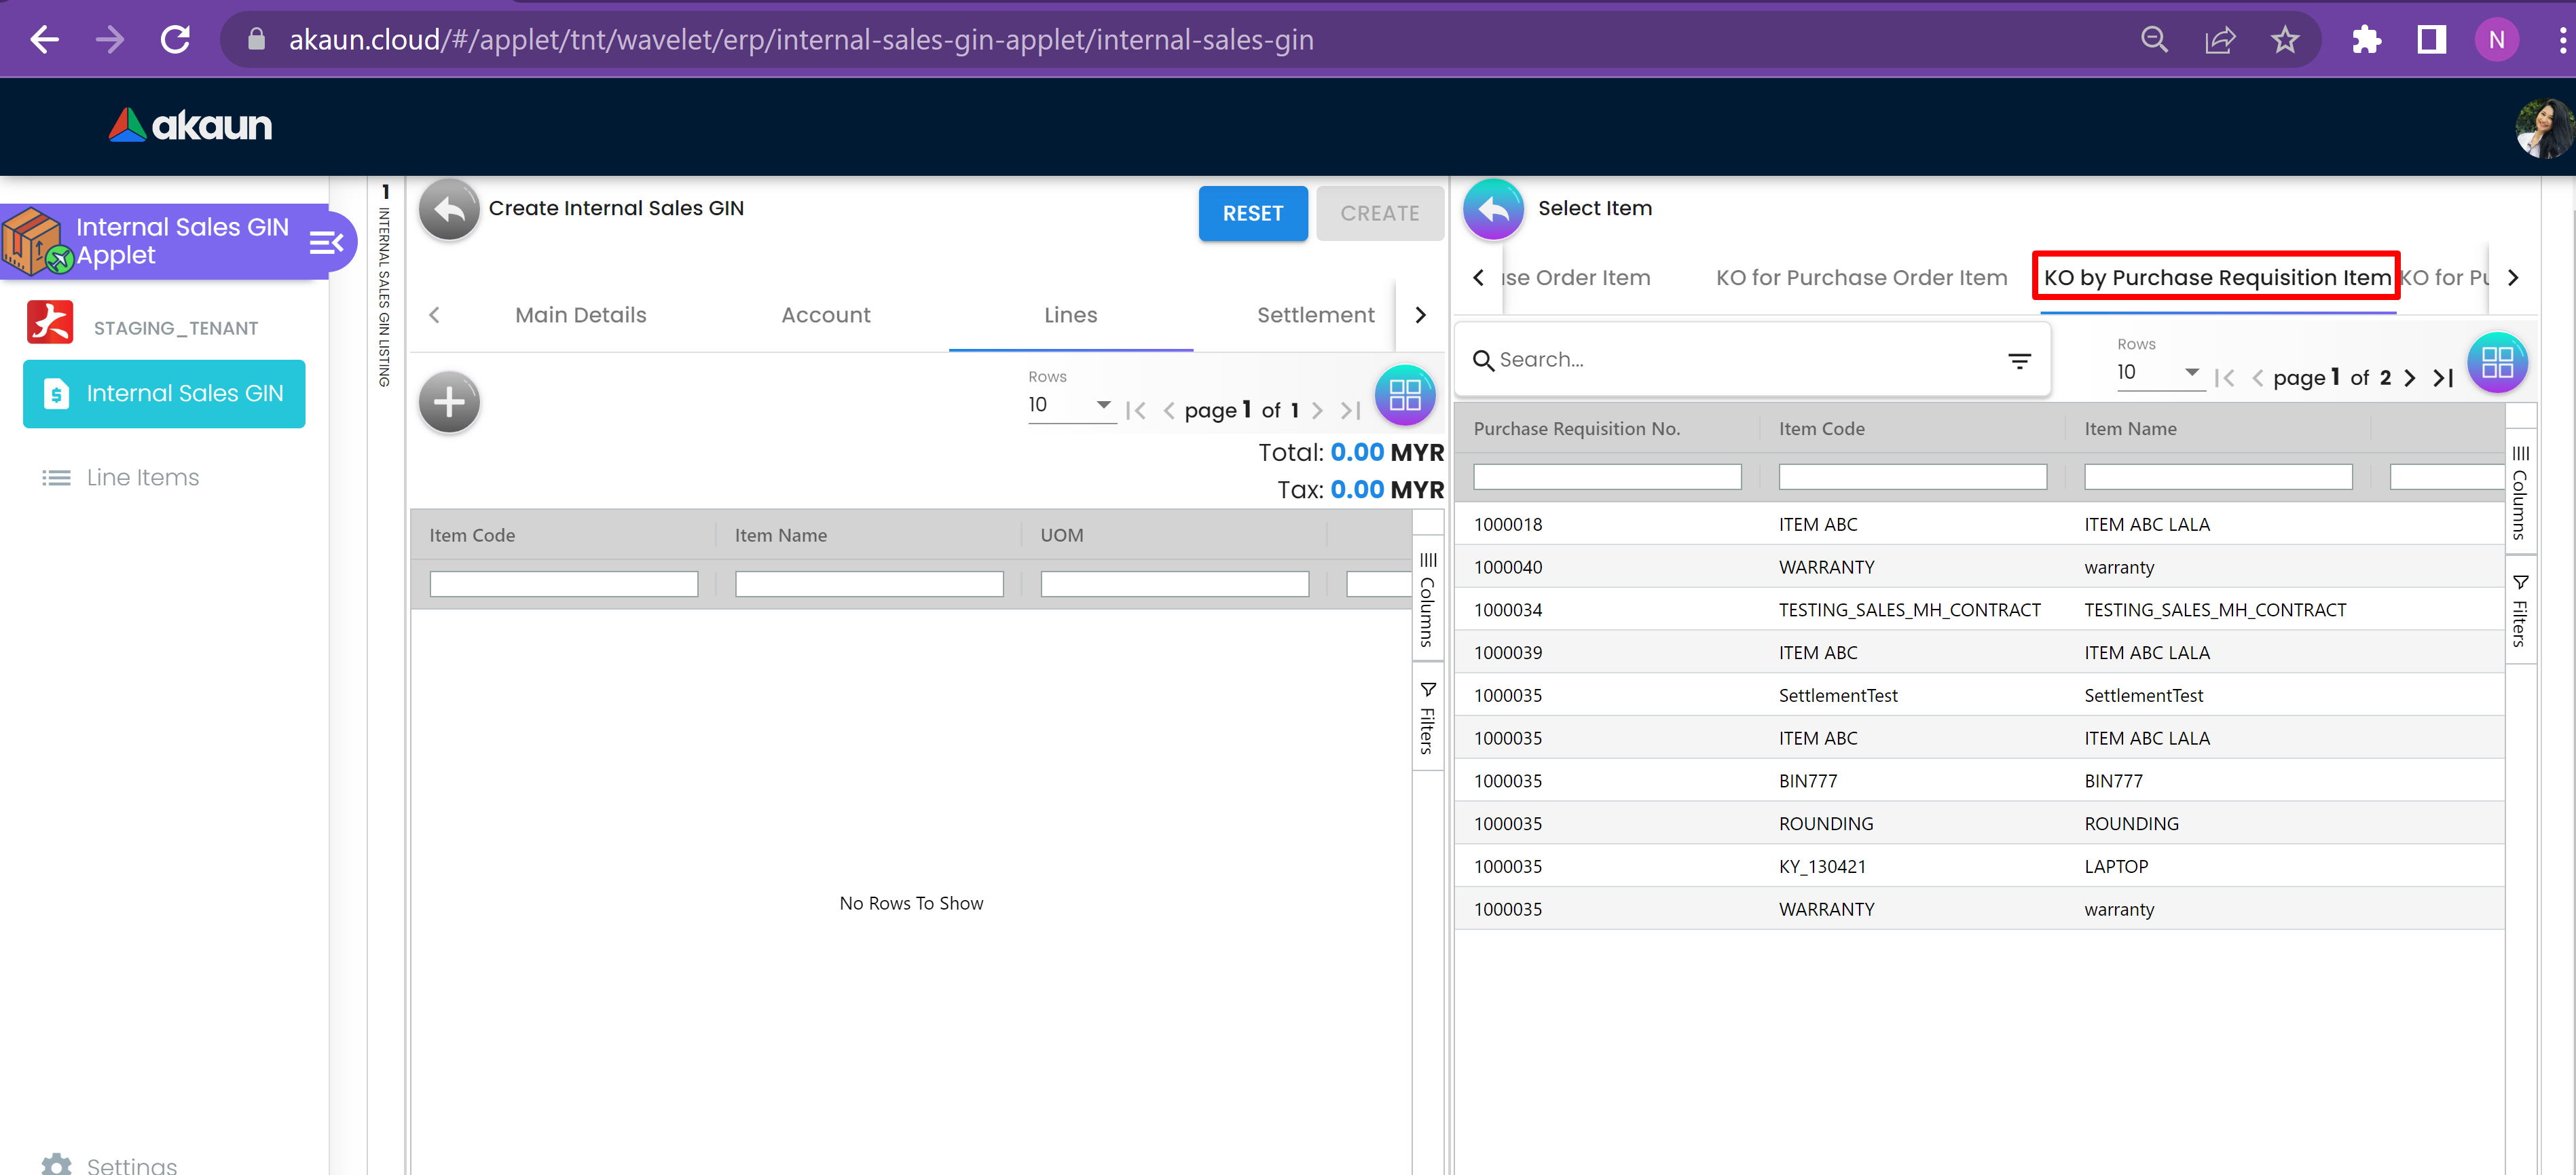 akaun.cloud/#/applet/tnt/wavelet/erp/internal-sales-gin-applet/internal-sales-gin
N
akaun
Internal Sales GIN
Applet
STAGING_TENANT
Internal Sales GIN
Line Items
Settings
1
INTERNAL SALES GIN LISTING
Create Internal Sales GIN
RESET
CREATE
Main Details
Account
Lines
Settlement
Rows
10
page 1 of 1
Total: 0.00 MYR
Tax: 0.00 MYR
Item Code
Item Name
UOM
Columns
Filters
No Rows To Show
Select Item
Order Item
KO for Purchase Order Item
KO by Purchase Requisition Item
KO for
Search...
Rows
10
page 1 of 2
Purchase Requisition No.
Item Code
Item Name
1000018 ITEM ABC ITEM ABC LALA
1000040 WARRANTY warranty
1000034 TESTING_SALES_MH_CONTRACT TESTING_SALES_MH_CONTRACT
1000039 ITEM ABC ITEM ABC LALA
1000035 SettlementTest SettlementTest
1000035 ITEM ABC ITEM ABC LALA
1000035 BIN777 BIN777
1000035 ROUNDING ROUNDING
1000035 KY_130421 LAPTOP
1000035 WARRANTY warranty
Columns
Filters